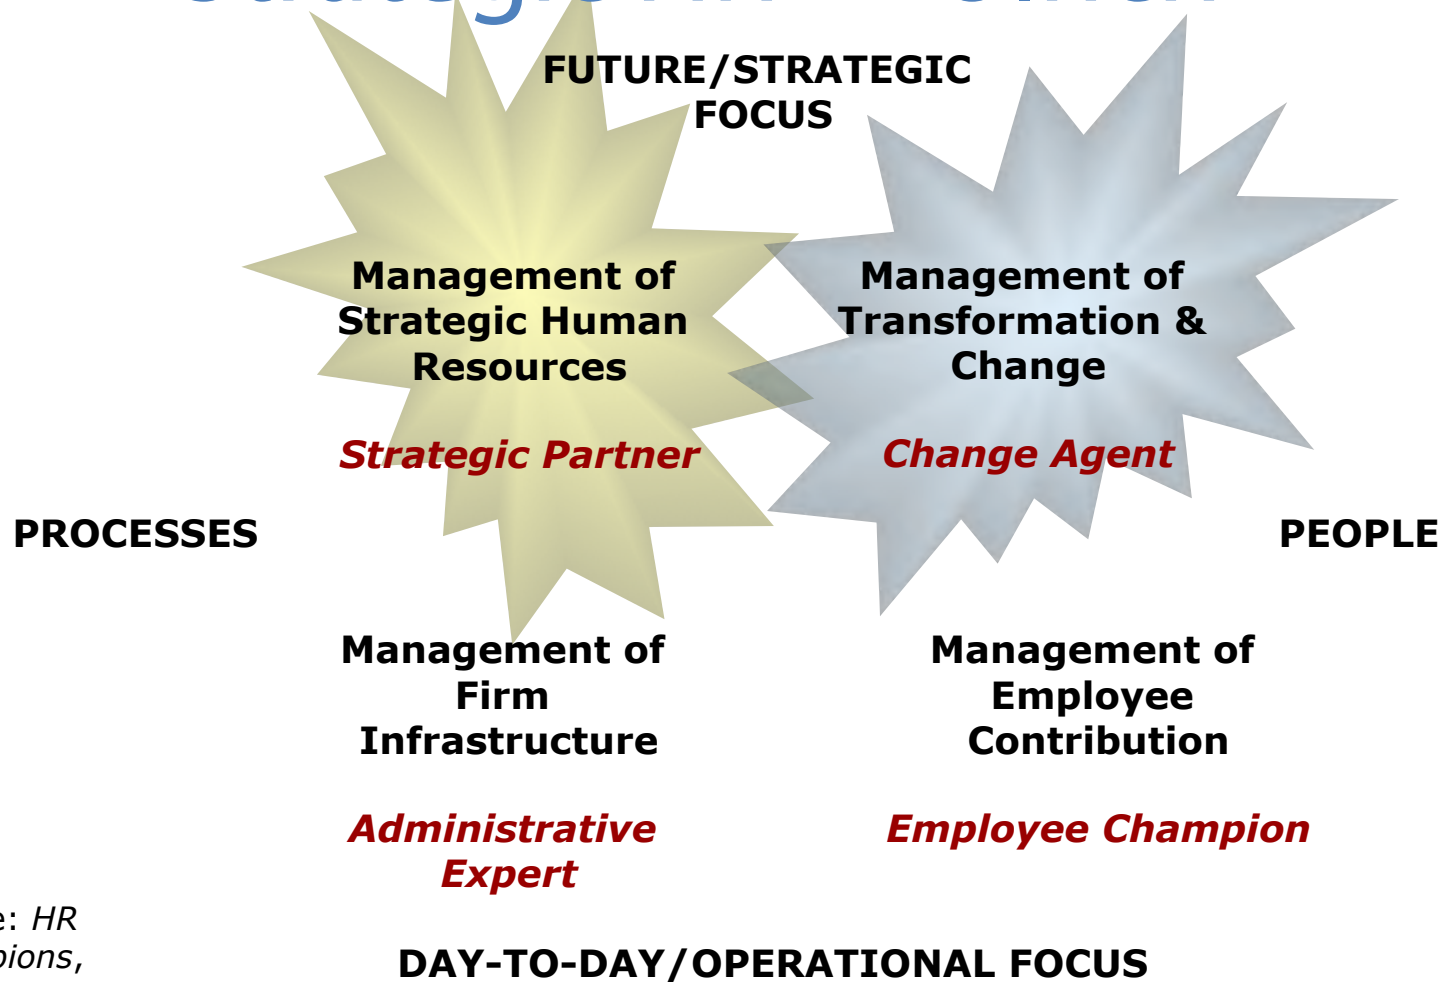 FUTURE/STRATEGIC
FOCUS
Management of
Strategic Human
Resources
Strategic Partner
Management of
Transformation &
Change
Change Agent
PROCESSES
PEOPLE
Management of
Firm
Infrastructure
Administrative
Expert
Management of
Employee
Contribution
Employee Champion
: HR
,
DAY-TO-DAY/OPERATIONAL FOCUS